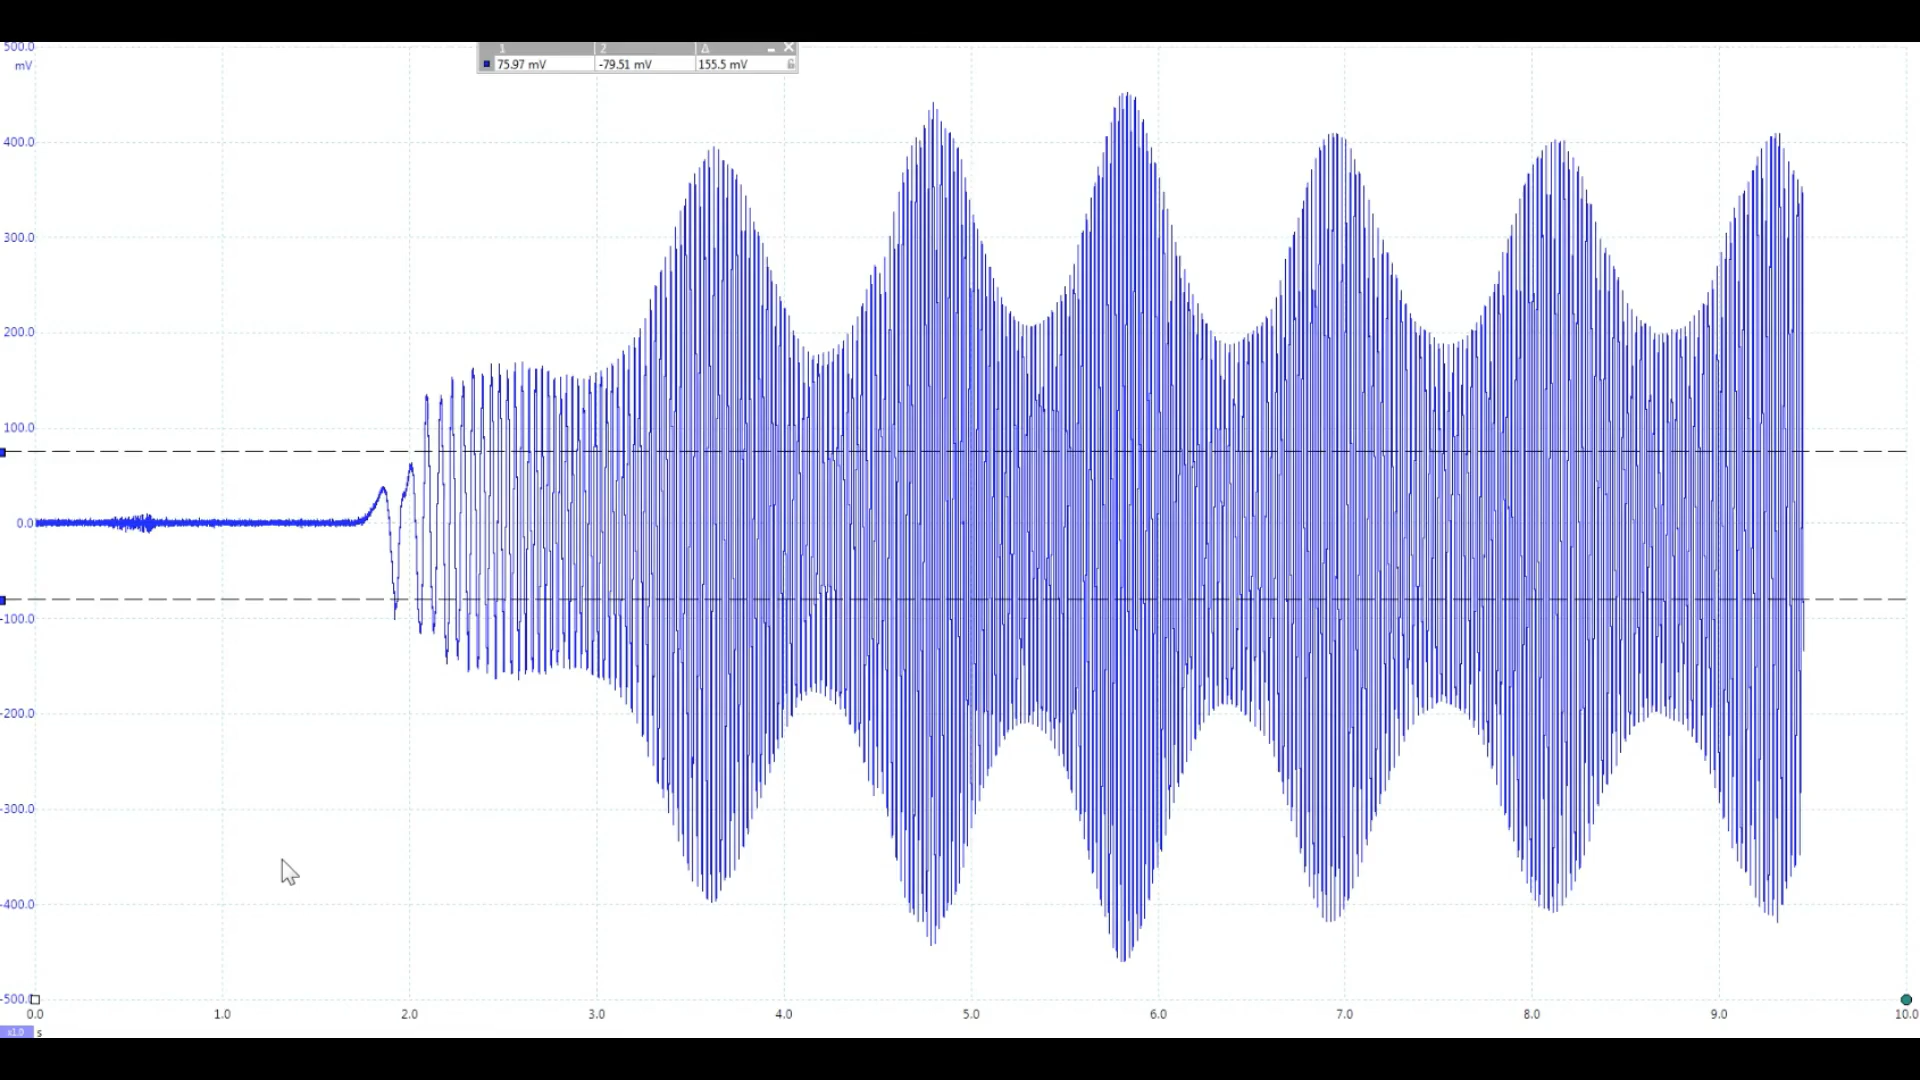 500.0
mV
1 2 Δ
75.97 mV -79.51 mV 155.5 mV
400.0
300.0
200.0
100.0
0.0
-100.0
-200.0
-300.0
-400.0
-500.0
0.0 1.0 2.0 3.0 4.0 5.0 6.0 7.0 8.0 9.0 10.0
x1.0 s